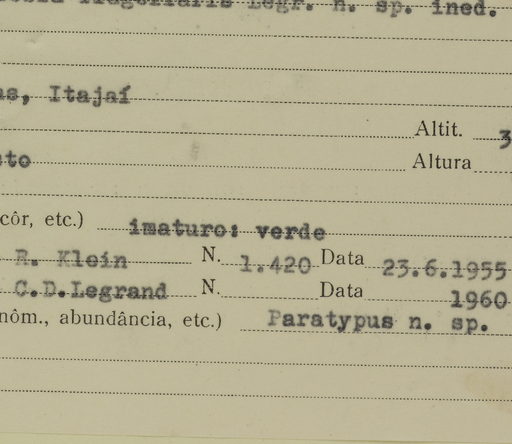 Legr. n. sp. ined.
Itajaí
Altit. 3
Altura
côr, etc.) imaturo: verde
R. Klein N. 1.420 Data 23.6.1955
C.D.Legrand N. Data 1960
nôm., abundância, etc.) Paratypus n. sp.